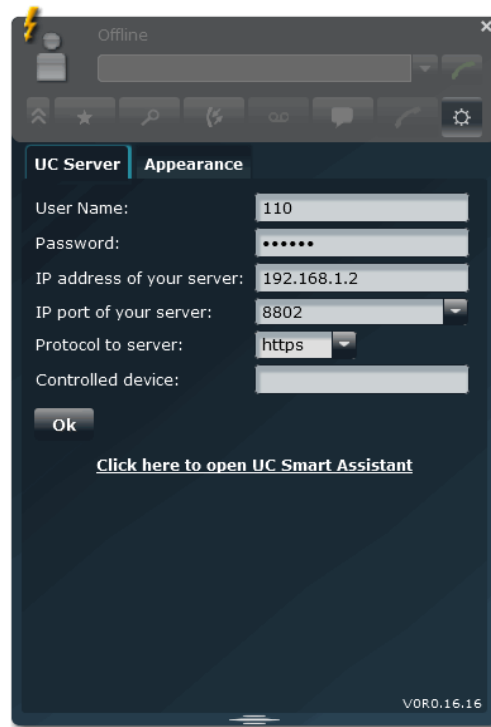 Offline
UC Server Appearance
User Name: 110
Password: ••••••
IP address of your server: 192.168.1.2
IP port of your server: 8802
Protocol to server: https
Controlled device:
Ok
Click here to open UC Smart Assistant
V0R0.16.16